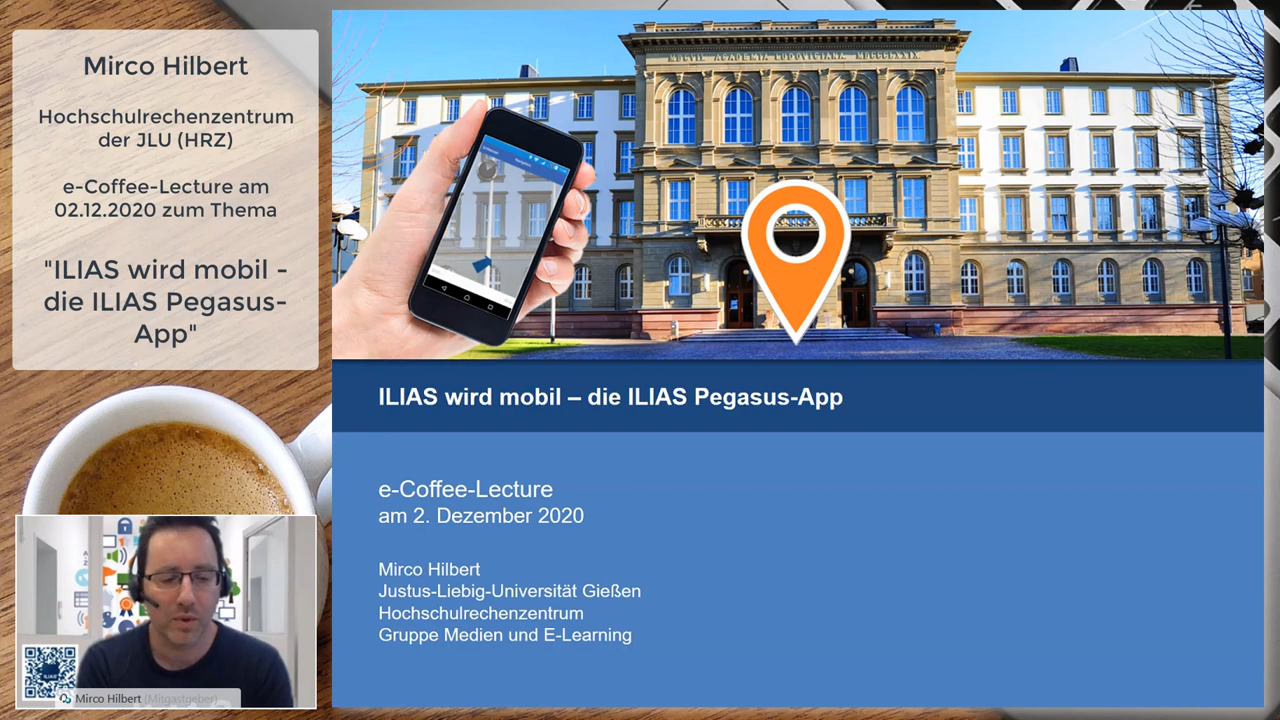 Mirco Hilbert
Hochschulrechenzentrum
der JLU (HRZ)
e-Coffee-Lecture am
02.12.2020 zum Thema
"ILIAS wird mobil -
die ILIAS Pegasus-
App"
ILIAS wird mobil – die ILIAS Pegasus-App
e-Coffee-Lecture
am 2. Dezember 2020
Mirco Hilbert
Justus-Liebig-Universität Gießen
Hochschulrechenzentrum
Gruppe Medien und E-Learning
ILIAS
Mirco Hilbert (Mitgastgeber)